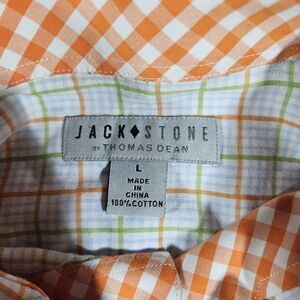 JACK♦STONE
BY THOMAS DEAN
L
MADE
IN
CHINA
100% COTTON